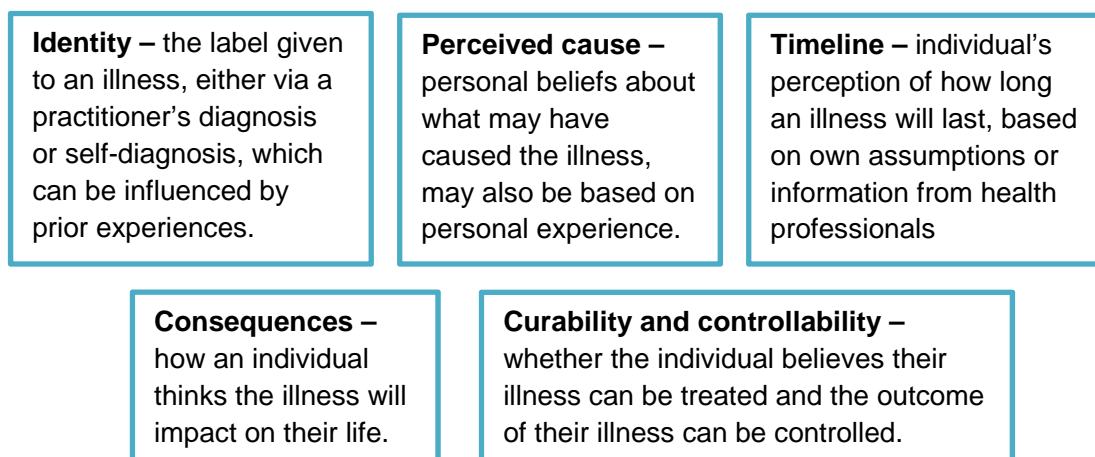 Identity – the label given
to an illness, either via a
practitioner’s diagnosis
or self-diagnosis, which
can be influenced by
prior experiences.
Perceived cause –
personal beliefs about
what may have
caused the illness,
may also be based on
personal experience.
Timeline – individual’s
perception of how long
an illness will last, based
on own assumptions or
information from health
professionals
Consequences –
how an individual
thinks the illness will
impact on their life.
Curability and controllability –
whether the individual believes their
illness can be treated and the outcome
of their illness can be controlled.